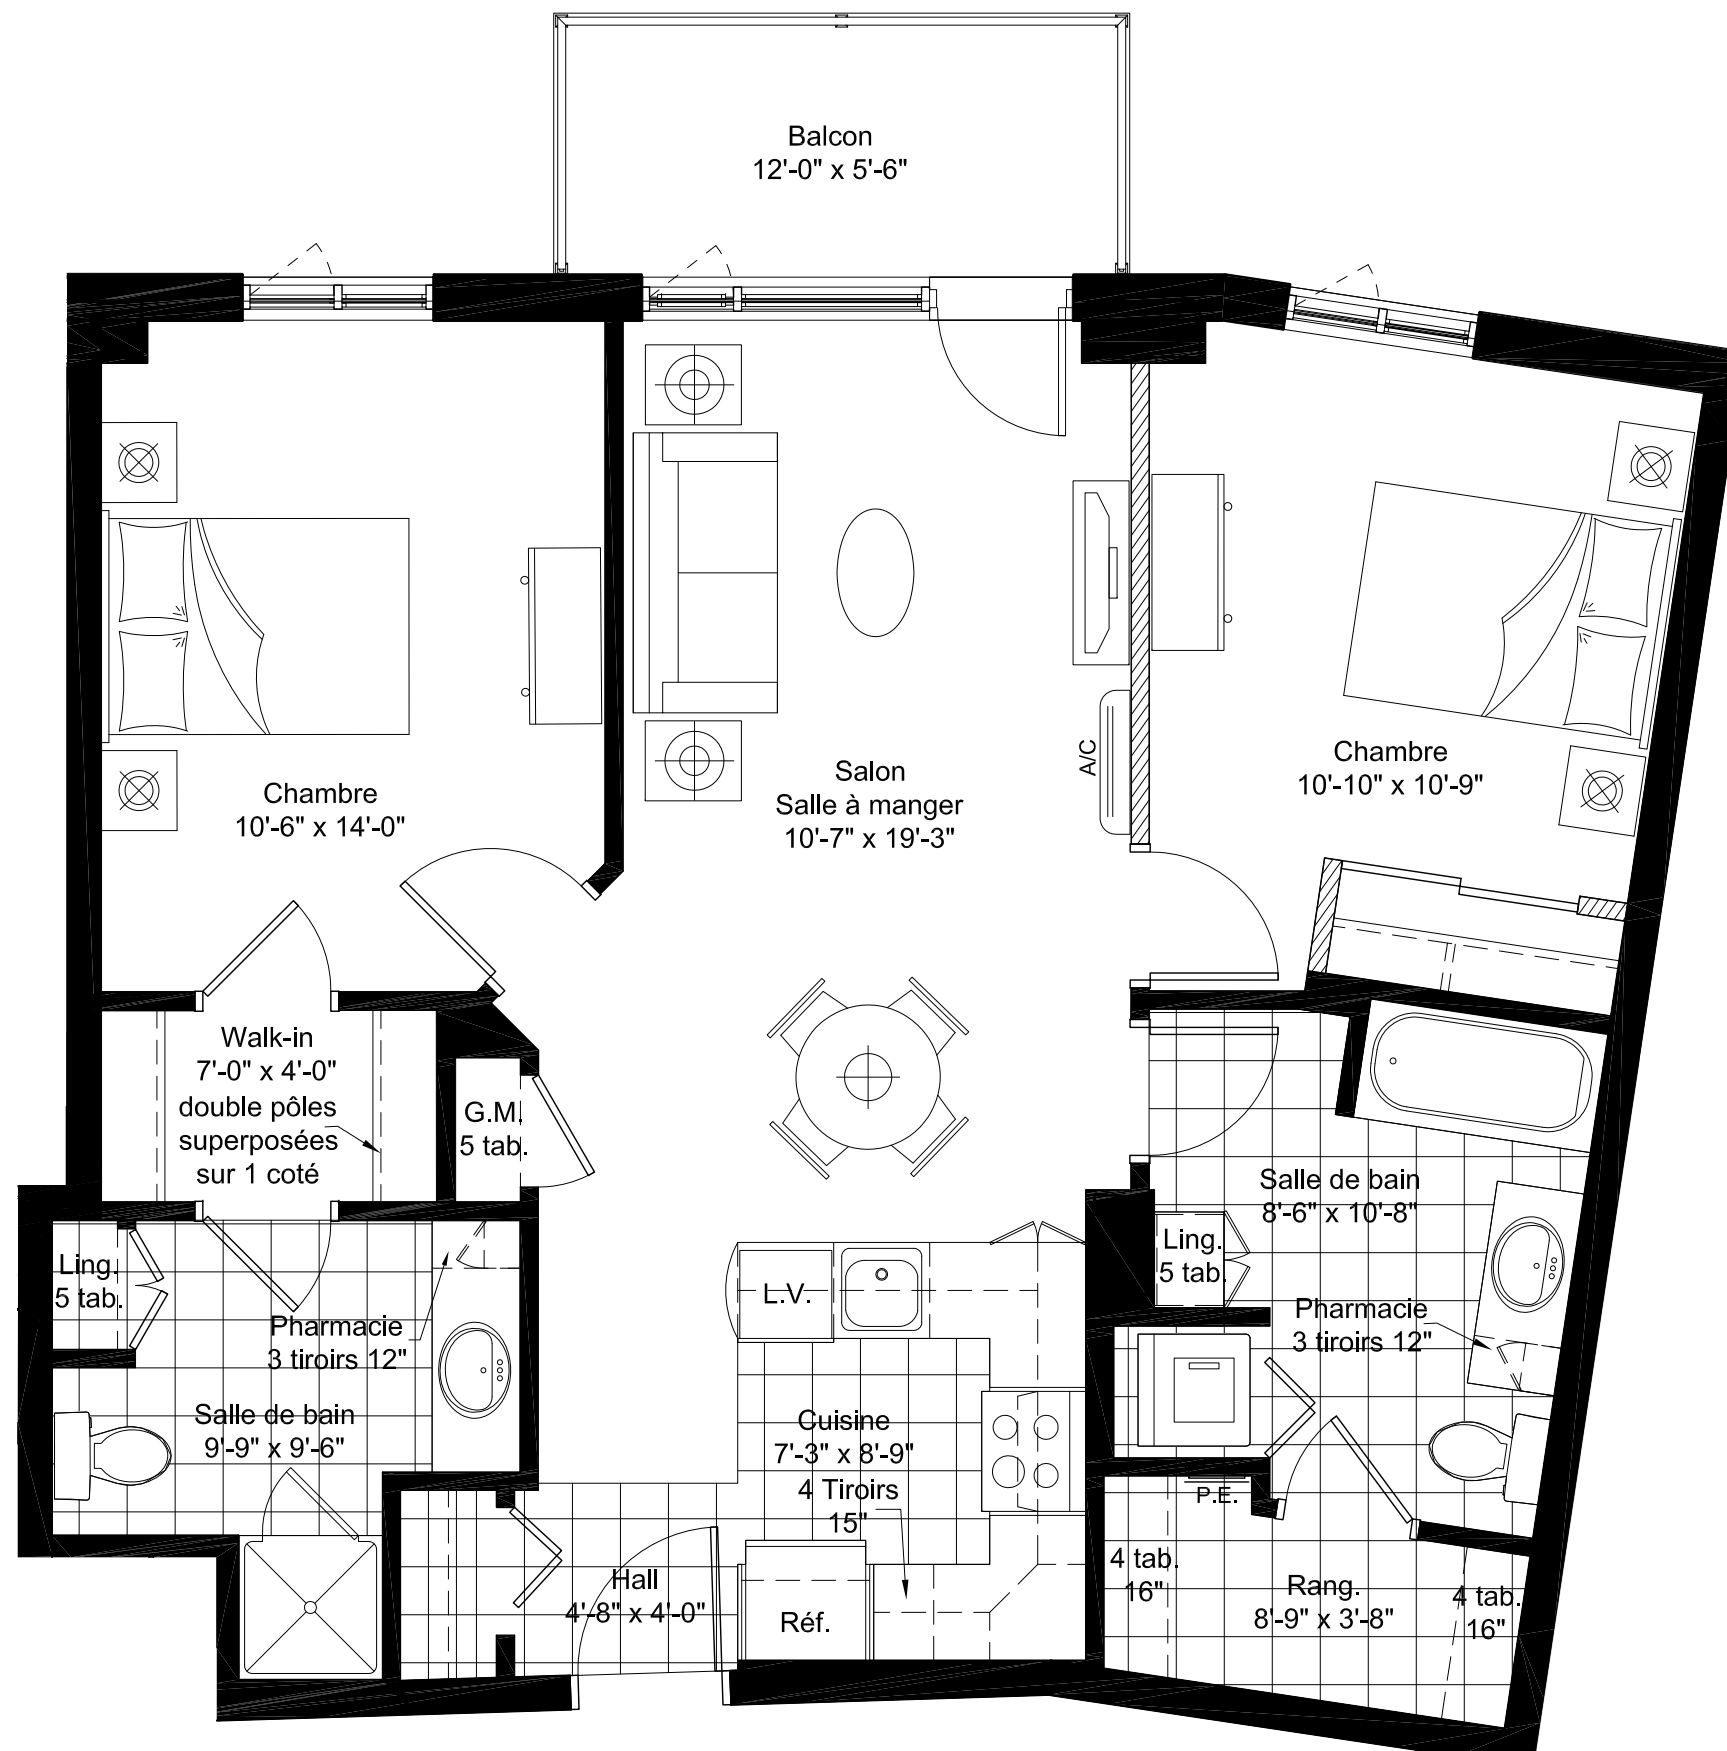 Balcon
12'-0" x 5'-6"
Chambre
10'-6" x 14'-0"
Salon
Salle à manger
10'-7" x 19'-3"
A/C
Chambre
10'-10" x 10'-9"
Walk-in
7'-0" x 4'-0"
double pôles
superposées
sur 1 coté
G.M.
5 tab.
Ling.
5 tab.
Pharmacie
3 tiroirs 12"
Salle de bain
9'-9" x 9'-6"
L.V.
Cuisine
7'-3" x 8'-9"
4 Tiroirs
15"
Hall
4'-8" x 4'-0"
Réf.
Salle de bain
8'-6" x 10'-8"
Ling.
5 tab.
Pharmacie
3 tiroirs 12"
P.E.
4 tab.
16"
Rang.
8'-9" x 3'-8"
4 tab.
16"